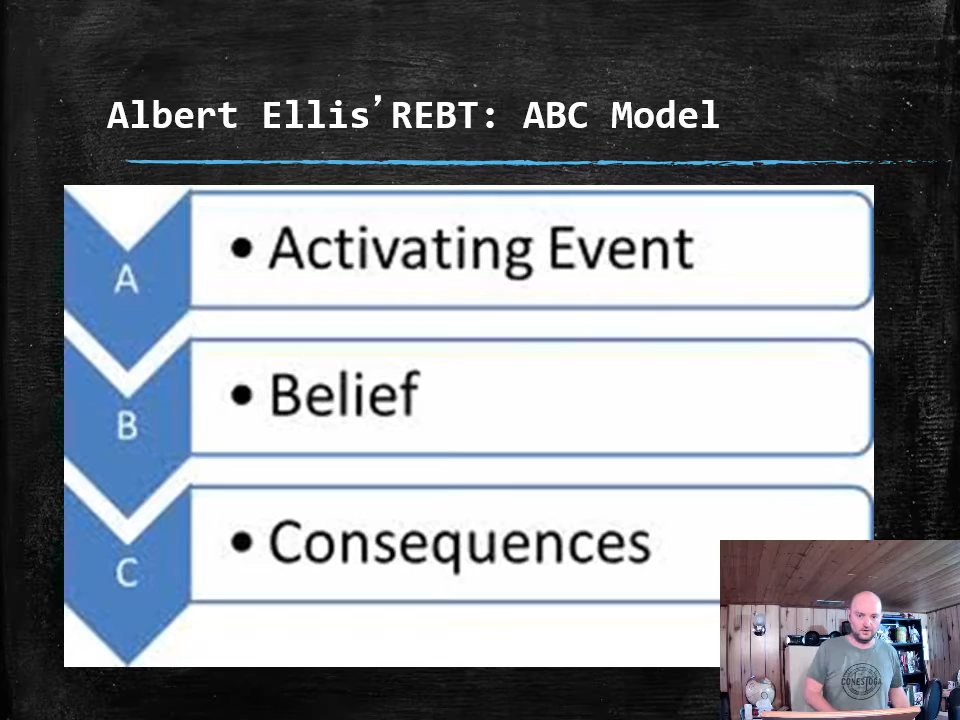 Albert Ellis’REBT: ABC Model
A
• Activating Event
B
• Belief
C
• Consequences
CONESTOGA